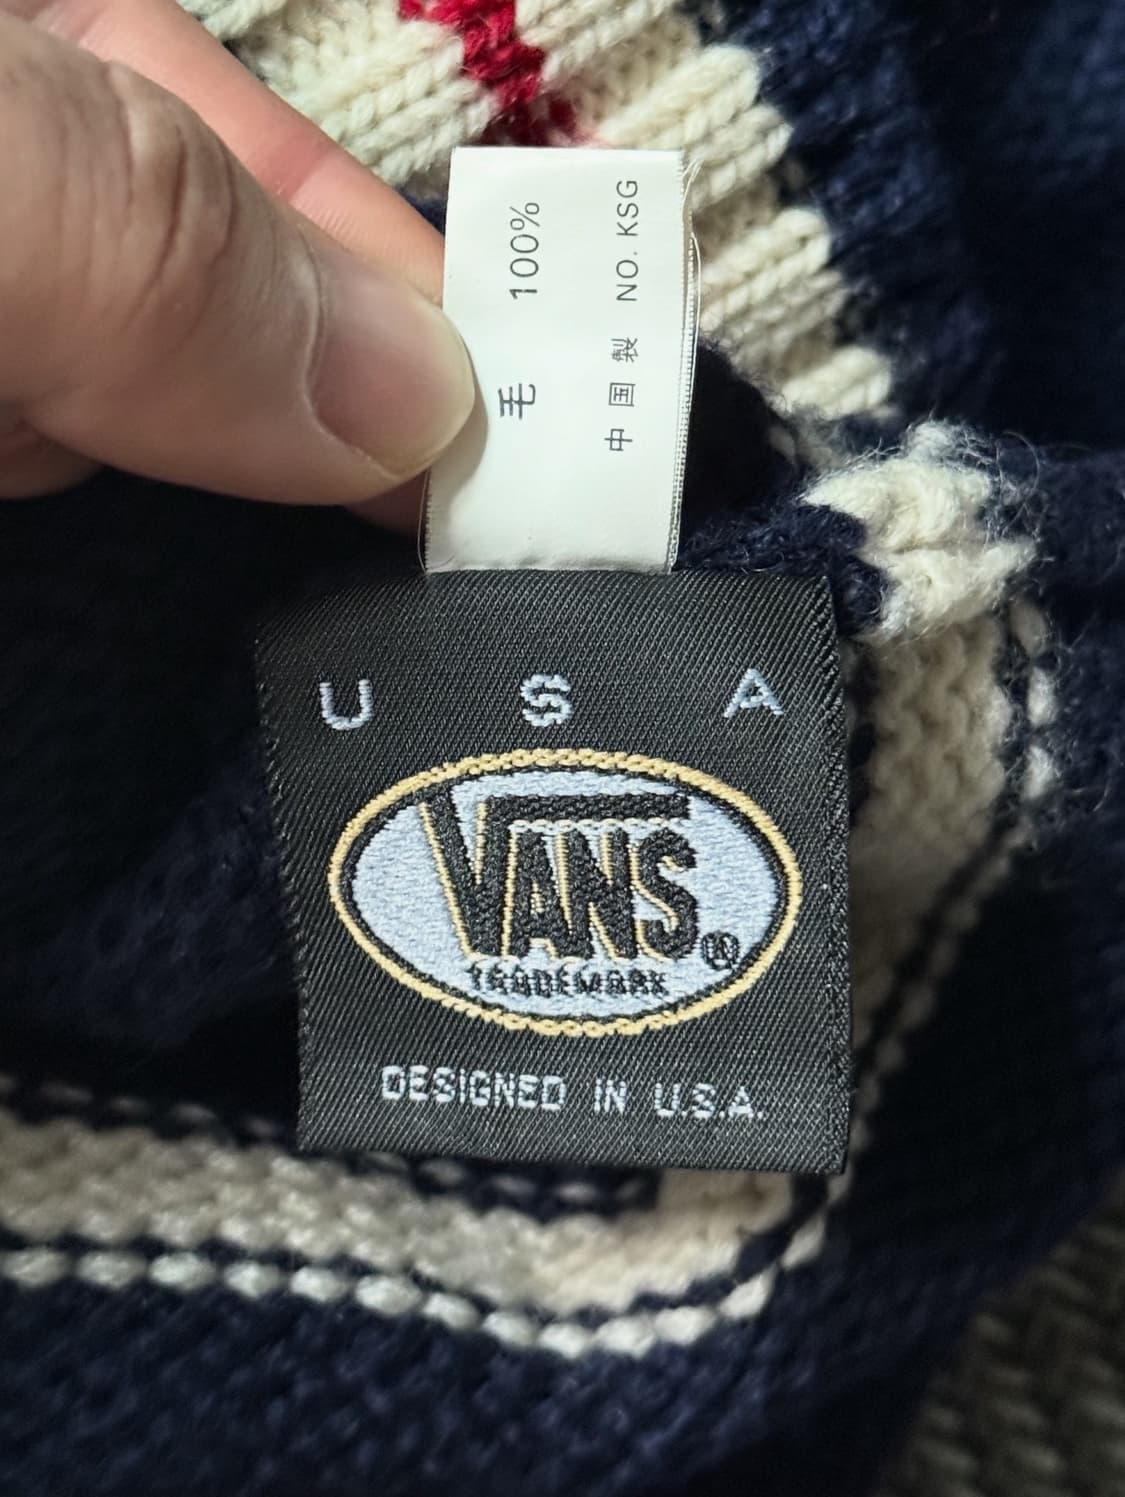 毛 100%
中国製 NO. KSG
U S A
VANS®
TRADEMARK
DESIGNED IN U.S.A.